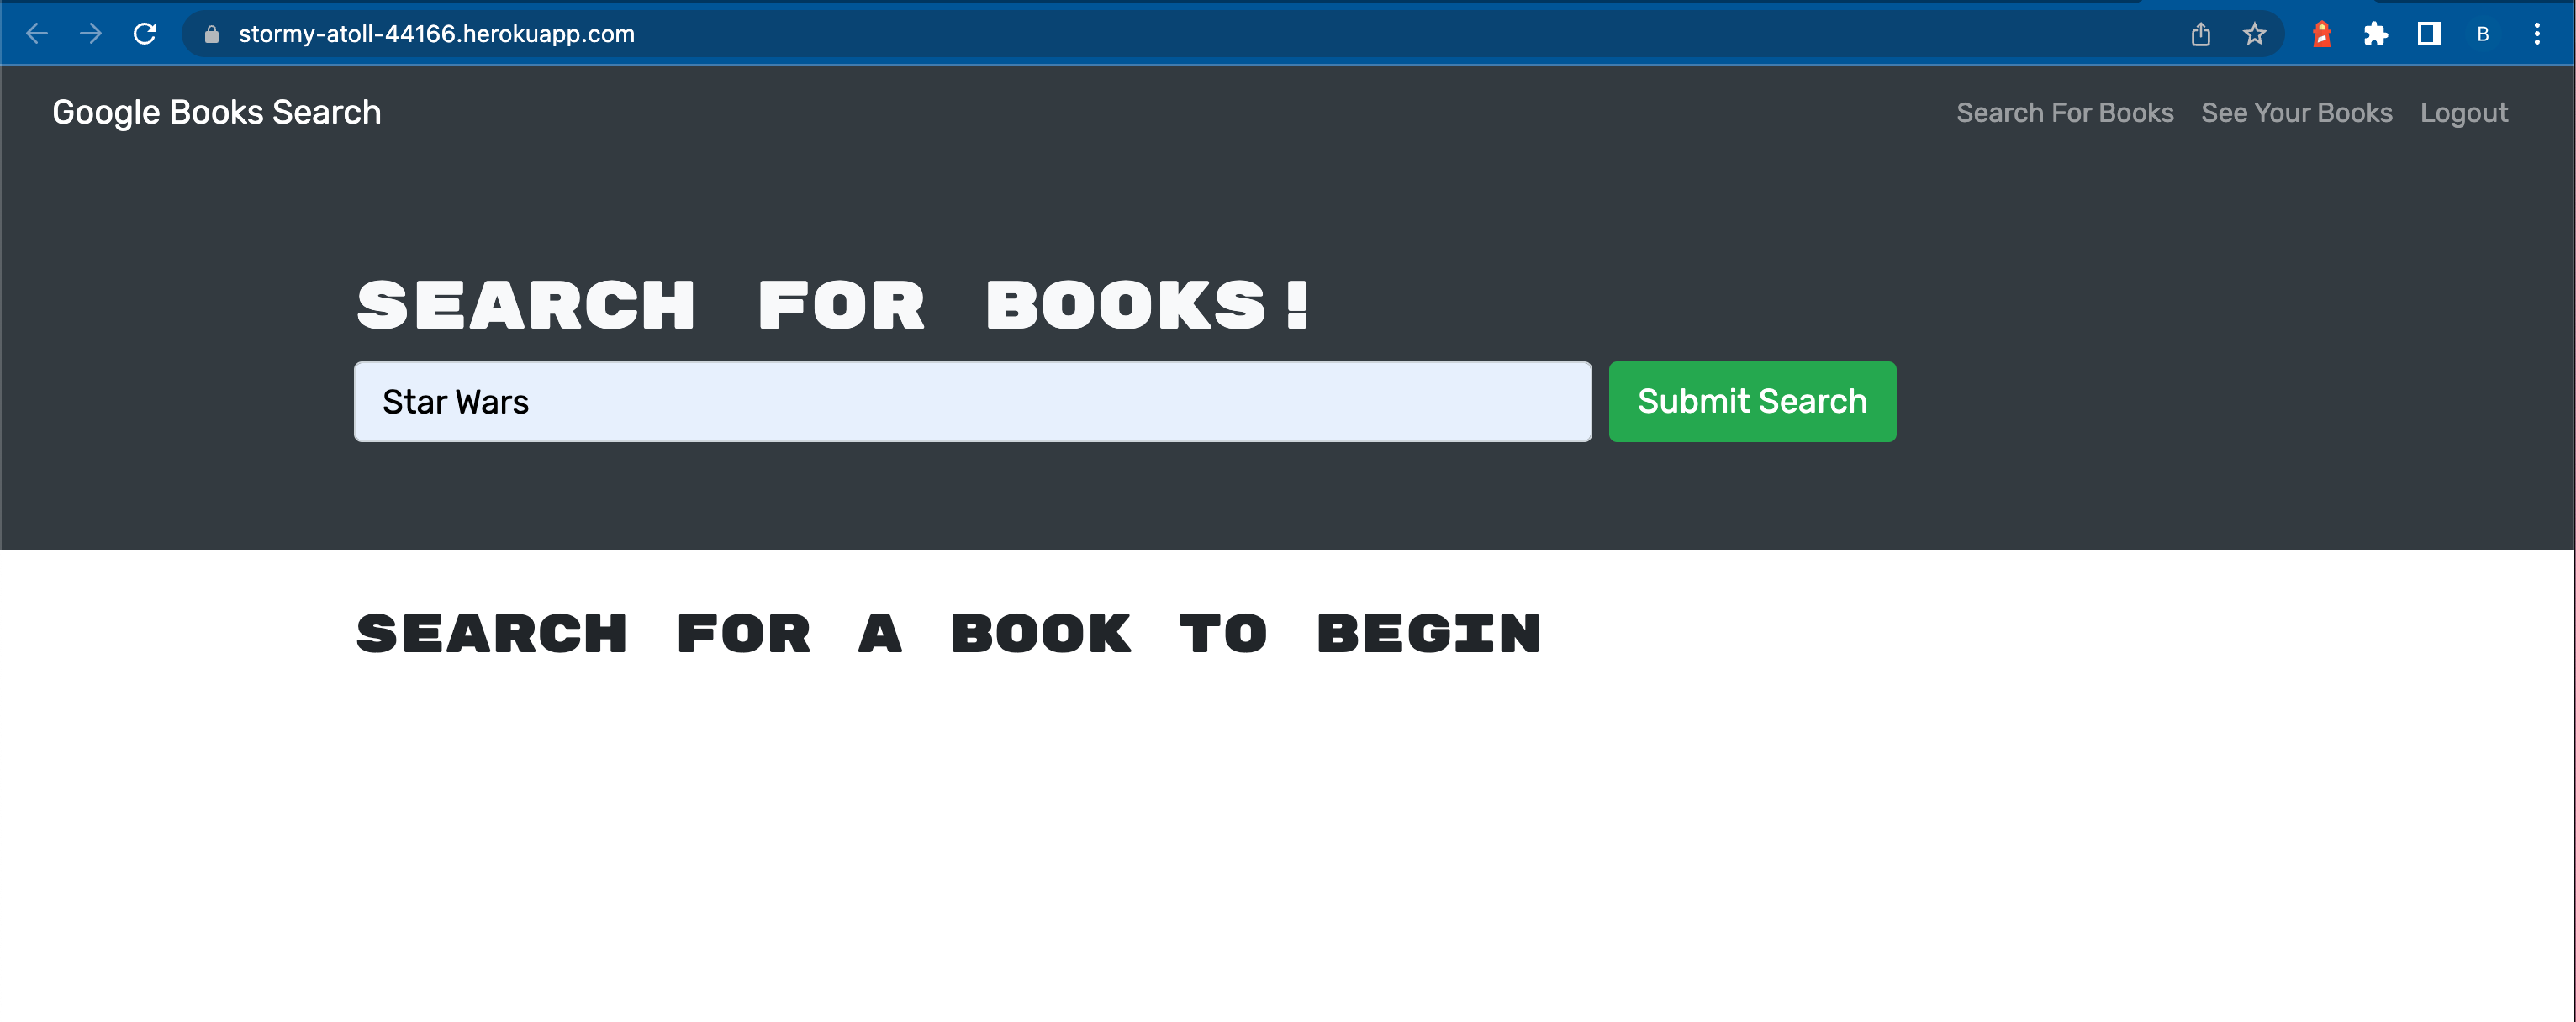 stormy-atoll-44166.herokuapp.com
B
Google Books Search
Search For Books See Your Books Logout
SEARCH FOR BOOKS!
Star Wars
Submit Search
SEARCH FOR A BOOK TO BEGIN